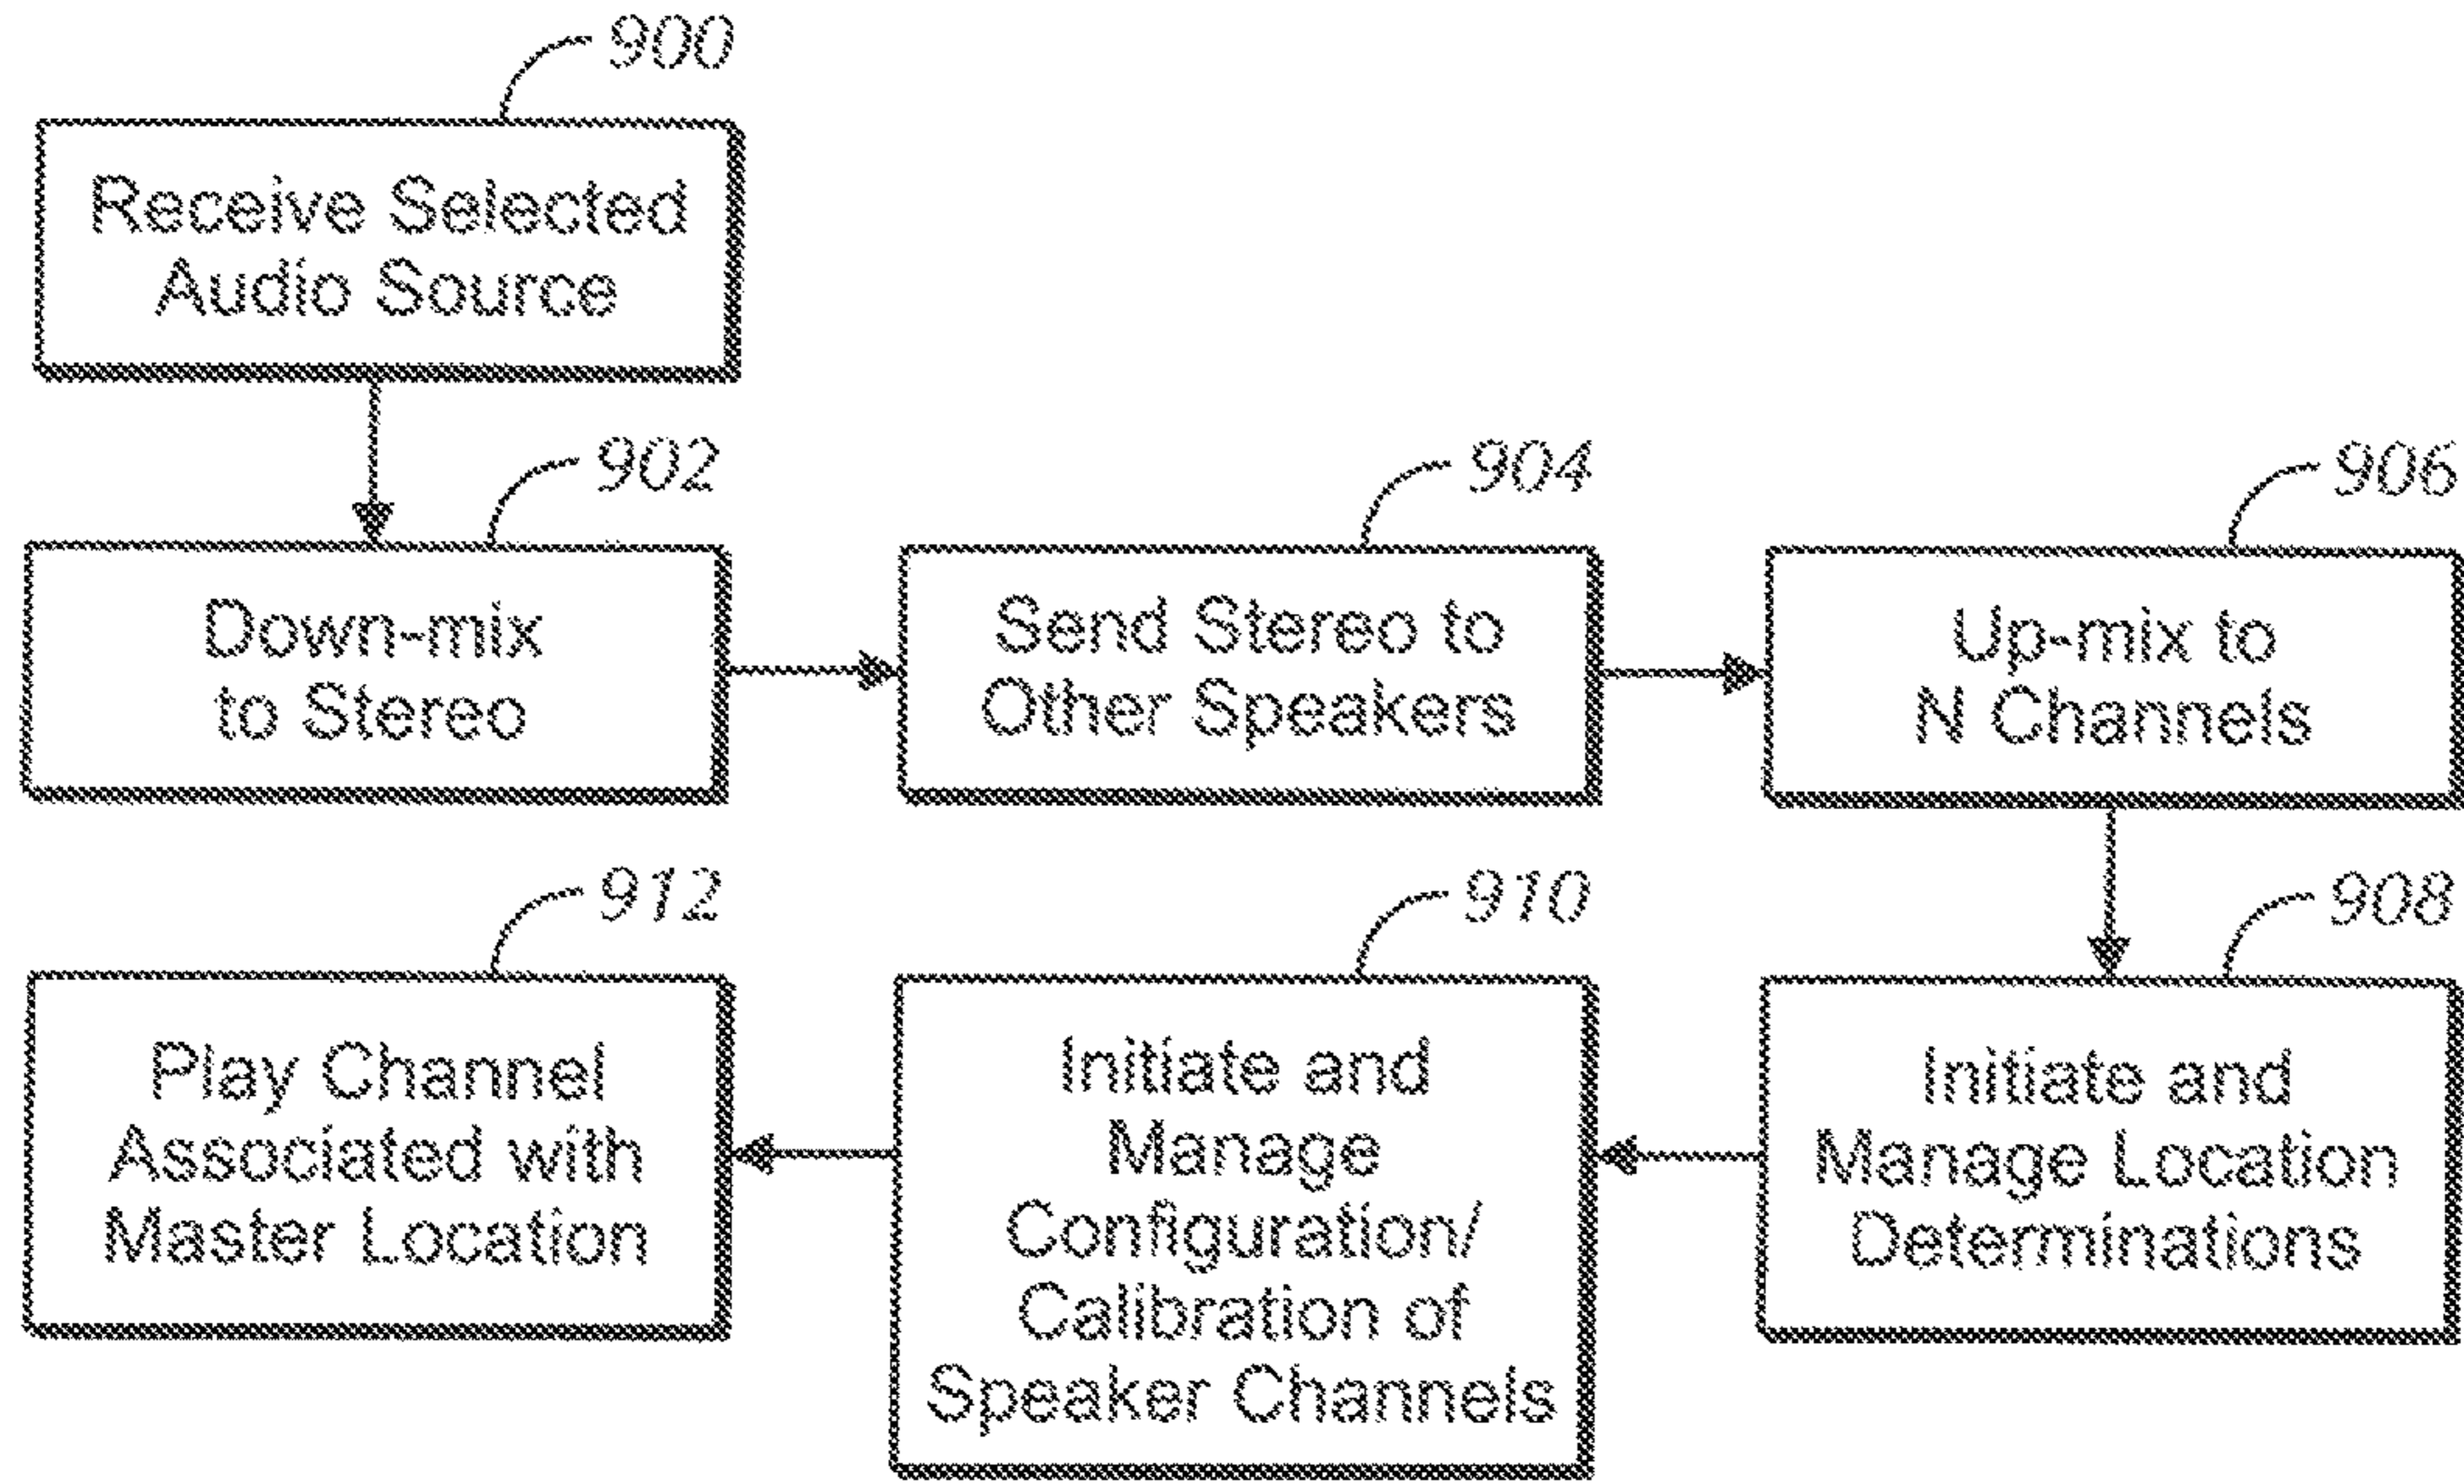 900
Receive Selected
Audio Source
902
Down-mix
to Stereo
904
Send Stereo to
Other Speakers
906
Up-mix to
N Channels
908
Initiate and
Manage Location
Determinations
910
Initiate and
Manage
Configuration/
Calibration of
Speaker Channels
912
Play Channel
Associated with
Master Location